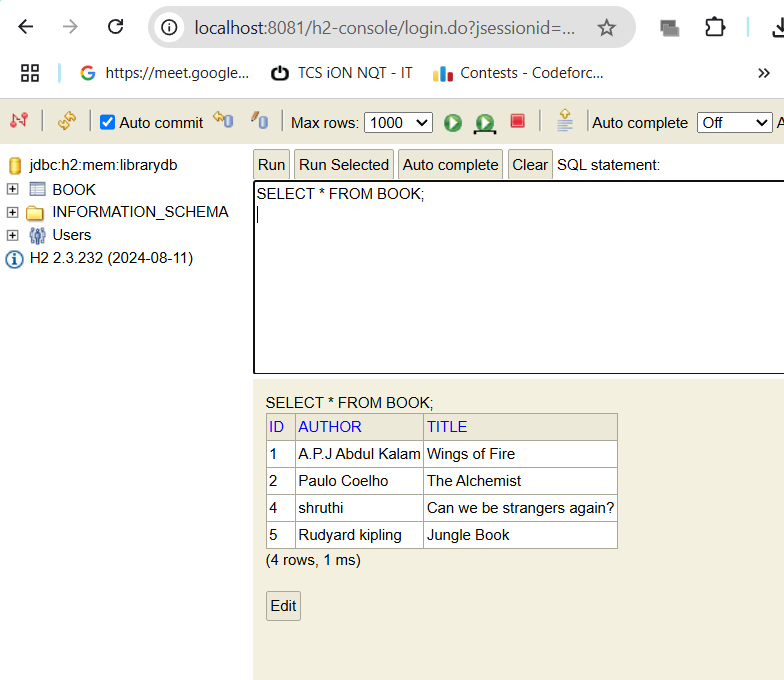 localhost:8081/h2-console/login.do?jsessionid=...
https://meet.google... TCS iON NQT - IT Contests - Codeforc... »
Auto commit Max rows: 1000 Auto complete Off A
jdbc:h2:mem:librarydb
BOOK
INFORMATION_SCHEMA
Users
H2 2.3.232 (2024-08-11)
Run Run Selected Auto complete Clear SQL statement:
SELECT * FROM BOOK;
SELECT * FROM BOOK;
ID AUTHOR TITLE
1 A.P.J Abdul Kalam Wings of Fire
2 Paulo Coelho The Alchemist
4 shruthi Can we be strangers again?
5 Rudyard kipling Jungle Book
(4 rows, 1 ms)
Edit